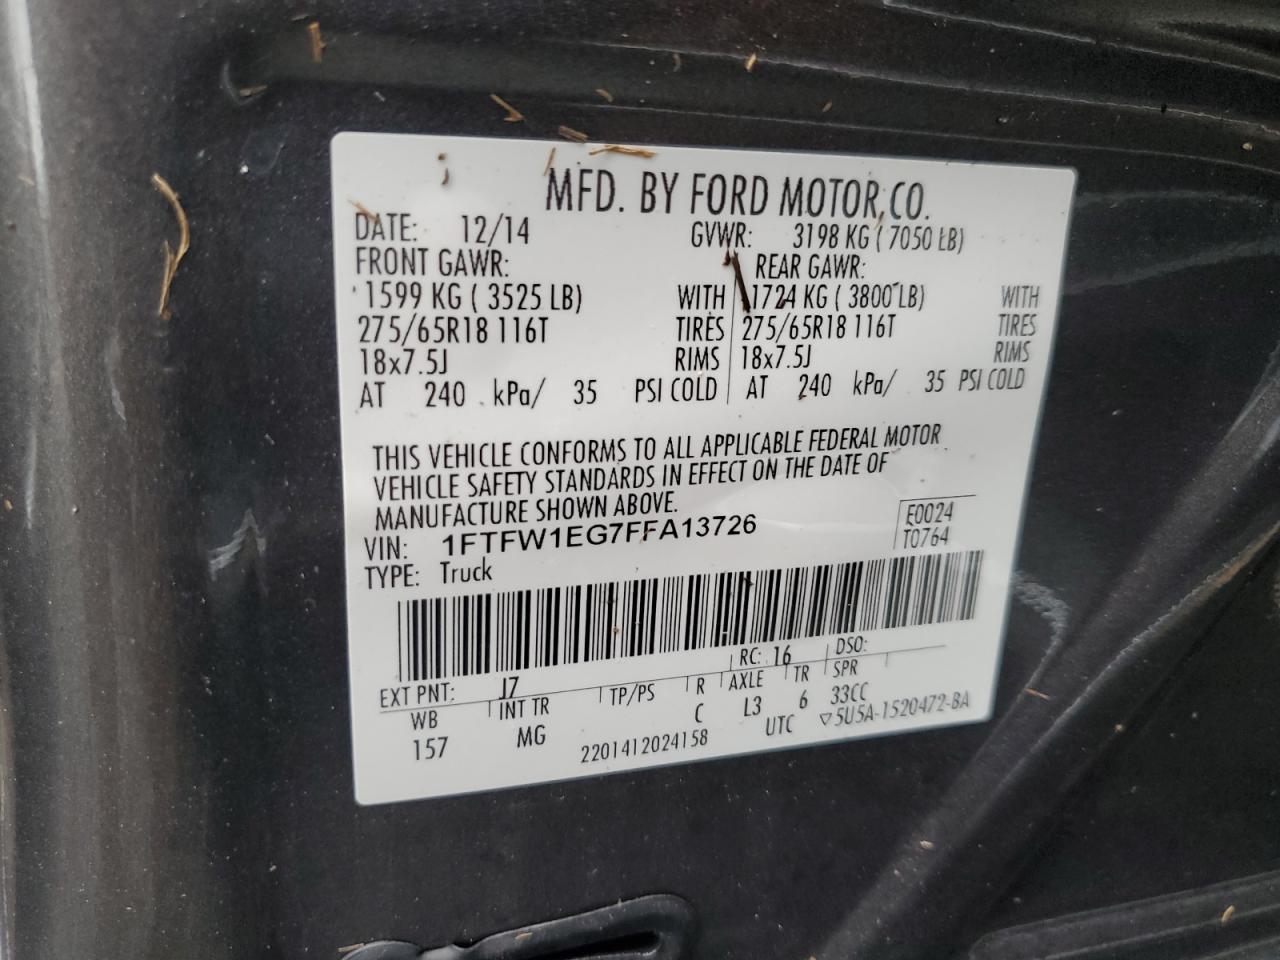 MFD. BY FORD MOTOR CO.
DATE: 12/14 GVWR: 3198 KG ( 7050 LB)
FRONT GAWR: REAR GAWR:
1599 KG ( 3525 LB) WITH 1724 KG ( 3800 LB) WITH
275/65R18 116T TIRES 275/65R18 116T TIRES
18x7.5J RIMS 18x7.5J RIMS
AT 240 kPa/ 35 PSI COLD AT 240 kPa/ 35 PSI COLD
THIS VEHICLE CONFORMS TO ALL APPLICABLE FEDERAL MOTOR
VEHICLE SAFETY STANDARDS IN EFFECT ON THE DATE OF
MANUFACTURE SHOWN ABOVE.
VIN: 1FTFW1EG7FFA13726 E0024
TYPE: Truck T0764
EXT PNT: J7 RC: 16 DSO:
WB INT TR TP/PS R AXLE TR SPR
157 MG C L3 6 33CC
2201412024158 UTC ▽5U5A-1520472-BA